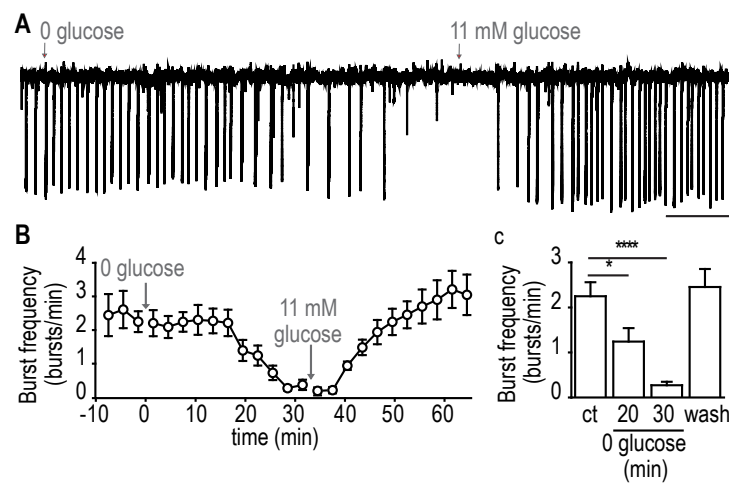 A
0 glucose
11 mM glucose
B
4
3
2
1
0
Burst frequency
(bursts/min)
0 glucose
11 mM
glucose
-10 0 10 20 30 40 50 60
time (min)
c
3
2
1
0
Burst frequency
(bursts/min)
****
*
ct 20 30 wash
0 glucose
(min)